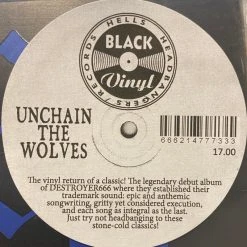 HELLS HEADBANGERS RECORDS
BLACK
Vinyl
UNCHAIN
THE
WOLVES
666214777333
17.00
The vinyl return of a classic! The legendary debut album
of DESTROYER666 where they established their
trademark sound: epic and anthemic
songwriting, gritty yet considered execution,
and each song as integral as the last.
Just try not headbanging to these
stone-cold classics!